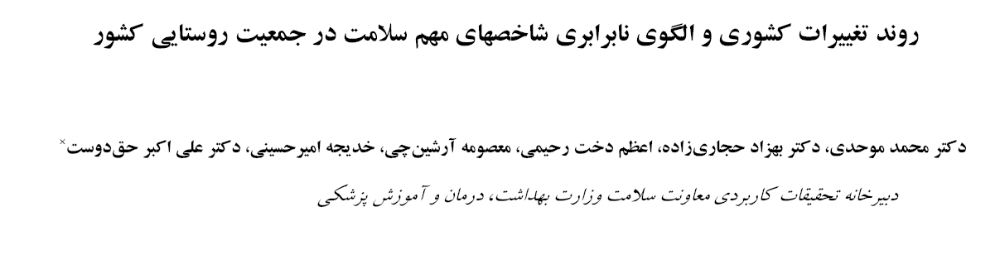 روند تغییرات کشوری و الگوی نابرابری شاخصهای مهم سلامت در جمعیت روستایی کشور
دکتر محمد موحدی، دکتر بهزاد حجاری‌زاده، اعظم دخت رحیمی، معصومه آرشین‌چی، خدیجه امیرحسینی، دکتر علی اکبر حق‌دوست×
دبیرخانه تحقیقات کاربردی معاونت سلامت وزارت بهداشت، درمان و آموزش پزشکی